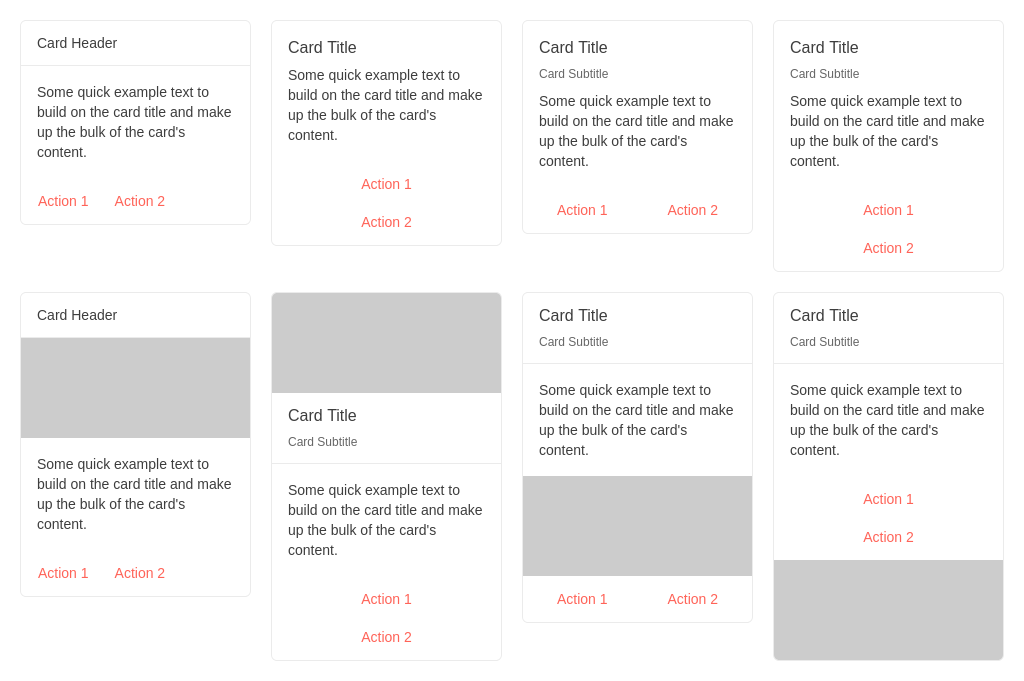 Card Header
Some quick example text to
build on the card title and make
up the bulk of the card's
content.
Action 1 Action 2
Card Title
Some quick example text to
build on the card title and make
up the bulk of the card's
content.
Action 1
Action 2
Card Title
Card Subtitle
Some quick example text to
build on the card title and make
up the bulk of the card's
content.
Action 1 Action 2
Card Title
Card Subtitle
Some quick example text to
build on the card title and make
up the bulk of the card's
content.
Action 1
Action 2
Card Header
Some quick example text to
build on the card title and make
up the bulk of the card's
content.
Action 1 Action 2
Card Title
Card Subtitle
Some quick example text to
build on the card title and make
up the bulk of the card's
content.
Action 1
Action 2
Card Title
Card Subtitle
Some quick example text to
build on the card title and make
up the bulk of the card's
content.
Action 1 Action 2
Card Title
Card Subtitle
Some quick example text to
build on the card title and make
up the bulk of the card's
content.
Action 1
Action 2